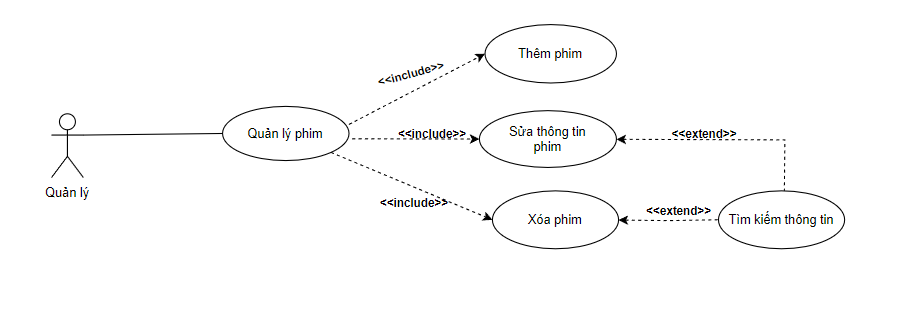 Thêm phim
<<include>>
Quản lý phim
<<include>>
Sửa thông tin
phim
<<extend>>
Quản lý
<<include>>
Xóa phim
<<extend>>
Tìm kiếm thông tin